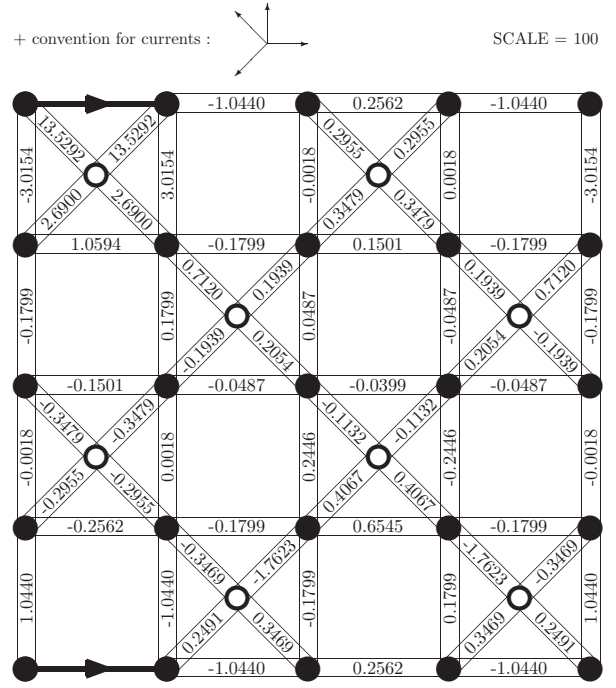 + convention for currents :
SCALE = 100
-1.0440 0.2562 -1.0440
13.5292 13.5292 0.2955 0.2955
-3.0154 3.0154 -0.0018 0.0018 -3.0154
2.6900 2.6900 0.3479 0.3479
1.0594 -0.1799 0.1501 -0.1799
0.7120 0.1939 0.1939 0.7120
-0.1799 0.1799 0.0487 -0.0487 -0.1799
-0.1939 0.2054 0.2054 -0.1939
-0.1501 -0.0487 -0.0399 -0.0487
-0.3479 -0.3479 -0.1132 -0.1132
-0.0018 0.0018 0.2446 -0.2446 -0.0018
-0.2955 -0.2955 0.4067 0.4067
-0.2562 -0.1799 0.6545 -0.1799
-0.3469 -1.7623 -1.7623 -0.3469
1.0440 -1.0440 -0.1799 0.1799 1.0440
0.2491 0.3469 0.3469 0.2491
-1.0440 0.2562 -1.0440